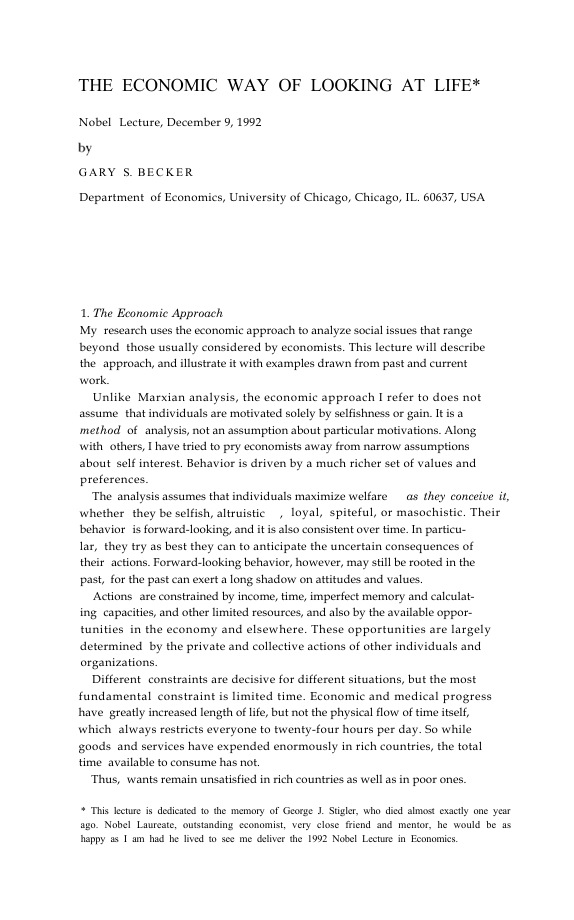 THE ECONOMIC WAY OF LOOKING AT LIFE*
Nobel Lecture, December 9, 1992
by
GARY S. BECKER
Department of Economics, University of Chicago, Chicago, IL. 60637, USA
1. The Economic Approach
My research uses the economic approach to analyze social issues that range
beyond those usually considered by economists. This lecture will describe
the approach, and illustrate it with examples drawn from past and current
work.
Unlike Marxian analysis, the economic approach I refer to does not
assume that individuals are motivated solely by selfishness or gain. It is a
method of analysis, not an assumption about particular motivations. Along
with others, I have tried to pry economists away from narrow assumptions
about self interest. Behavior is driven by a much richer set of values and
preferences.
The analysis assumes that individuals maximize welfare as they conceive it,
whether they be selfish, altruistic , loyal, spiteful, or masochistic. Their
behavior is forward-looking, and it is also consistent over time. In particu-
lar, they try as best they can to anticipate the uncertain consequences of
their actions. Forward-looking behavior, however, may still be rooted in the
past, for the past can exert a long shadow on attitudes and values.
Actions are constrained by income, time, imperfect memory and calculat-
ing capacities, and other limited resources, and also by the available oppor-
tunities in the economy and elsewhere. These opportunities are largely
determined by the private and collective actions of other individuals and
organizations.
Different constraints are decisive for different situations, but the most
fundamental constraint is limited time. Economic and medical progress
have greatly increased length of life, but not the physical flow of time itself,
which always restricts everyone to twenty-four hours per day. So while
goods and services have expended enormously in rich countries, the total
time available to consume has not.
Thus, wants remain unsatisfied in rich countries as well as in poor ones.
* This lecture is dedicated to the memory of George J. Stigler, who died almost exactly one year
ago. Nobel Laureate, outstanding economist, very close friend and mentor, he would be as
happy as I am had he lived to see me deliver the 1992 Nobel Lecture in Economics.